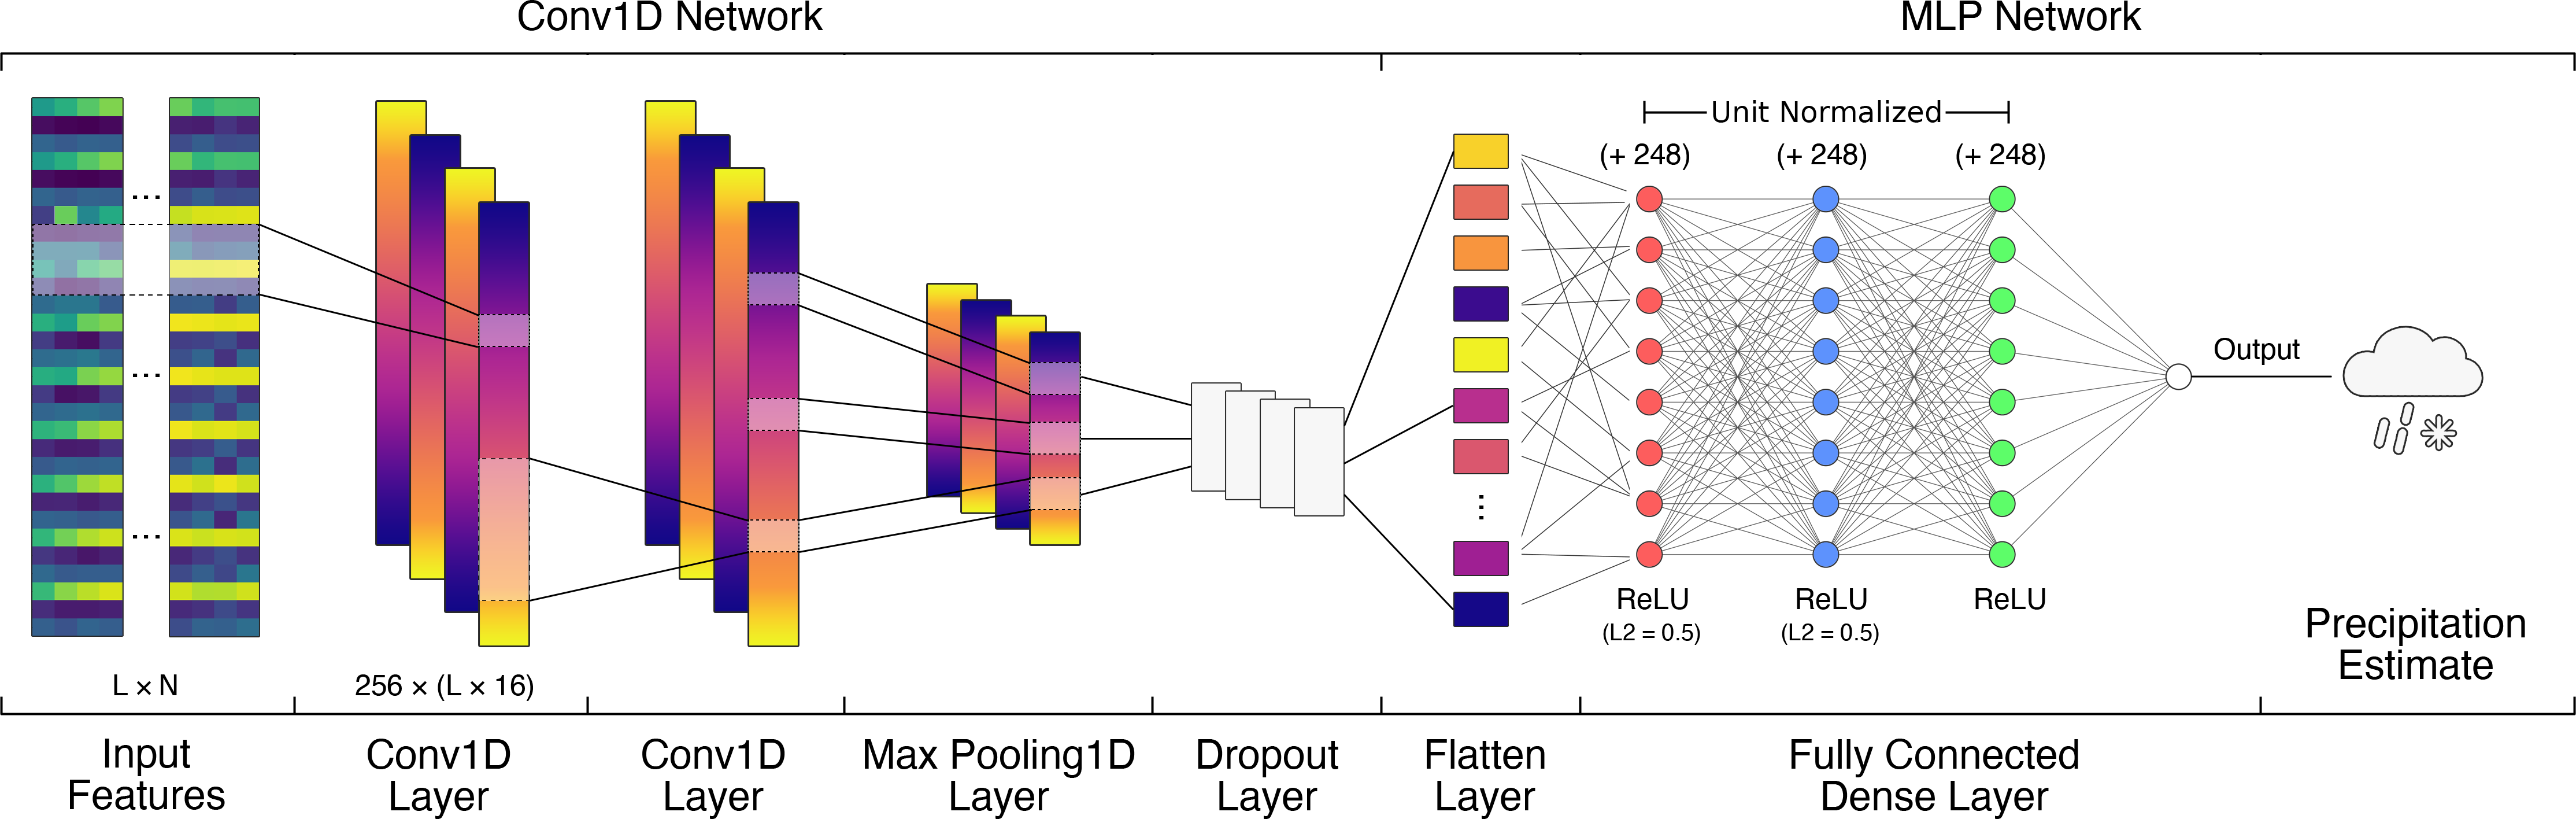 Conv1D Network
MLP Network
Unit Normalized
(+ 248)
(+ 248)
(+ 248)
...
...
...
...
Output
ReLU
(L2 = 0.5)
ReLU
(L2 = 0.5)
ReLU
Precipitation
Estimate
L × N
256 × (L × 16)
Input
Features
Conv1D
Layer
Conv1D
Layer
Max Pooling1D
Layer
Dropout
Layer
Flatten
Layer
Fully Connected
Dense Layer